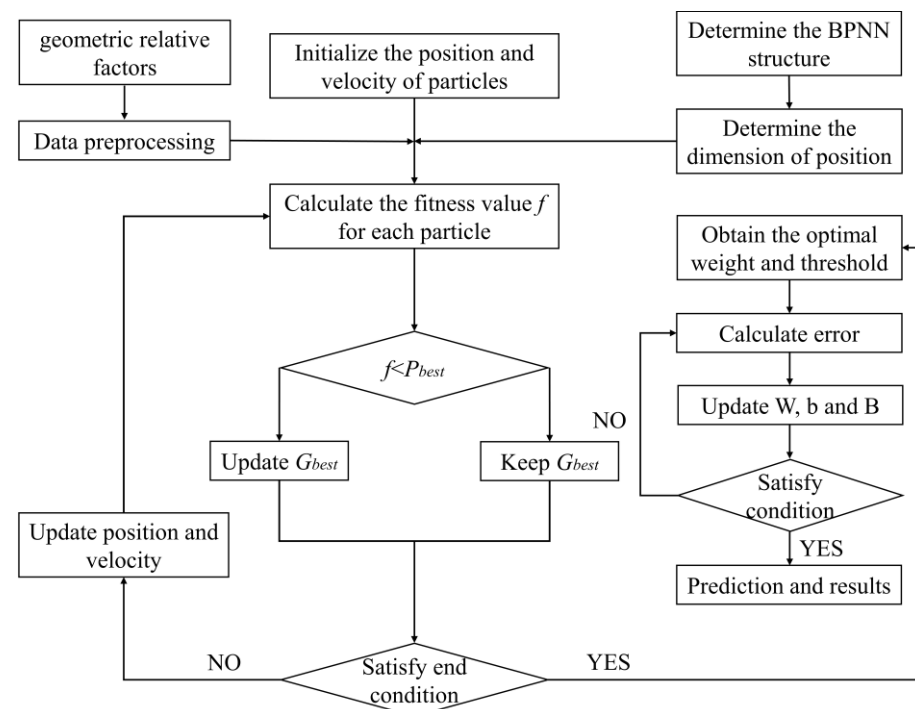 geometric relative
factors
Initialize the position and
velocity of particles
Determine the BPNN
structure
Data preprocessing
Determine the
dimension of position
Calculate the fitness value f
for each particle
Obtain the optimal
weight and threshold
Calculate error
f<Pbest
Update W, b and B
NO
Update Gbest
Keep Gbest
Satisfy
condition
Update position and
velocity
YES
Prediction and results
NO
Satisfy end
condition
YES